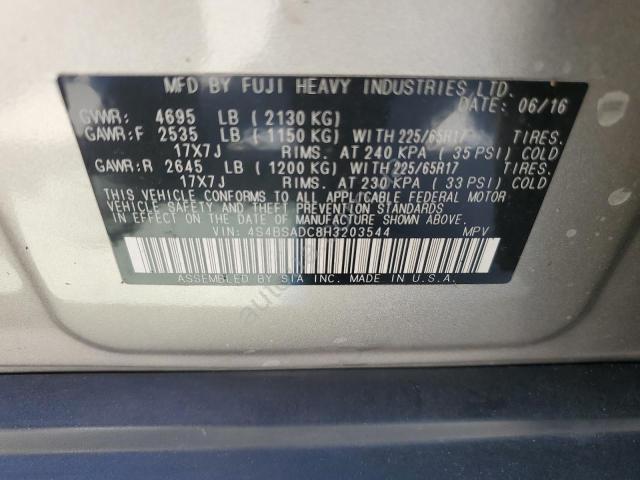 MFD BY FUJI HEAVY INDUSTRIES LTD.
DATE: 06/16
GVWR: 4695 LB (2130 KG)
GAWR:F 2535 LB (1150 KG) WITH 225/65R17 TIRES.
17X7J RIMS. AT 240 KPA (35 PSI) COLD
GAWR:R 2645 LB (1200 KG) WITH 225/65R17 TIRES.
17X7J RIMS. AT 230 KPA (33 PSI) COLD
THIS VEHICLE CONFORMS TO ALL APPLICABLE FEDERAL MOTOR
VEHICLE SAFETY AND THEFT PREVENTION STANDARDS
IN EFFECT ON THE DATE OF MANUFACTURE SHOWN ABOVE.
VIN: 4S4BSADC8H3203544 MPV
ASSEMBLED BY SIA INC. MADE IN U.S.A.